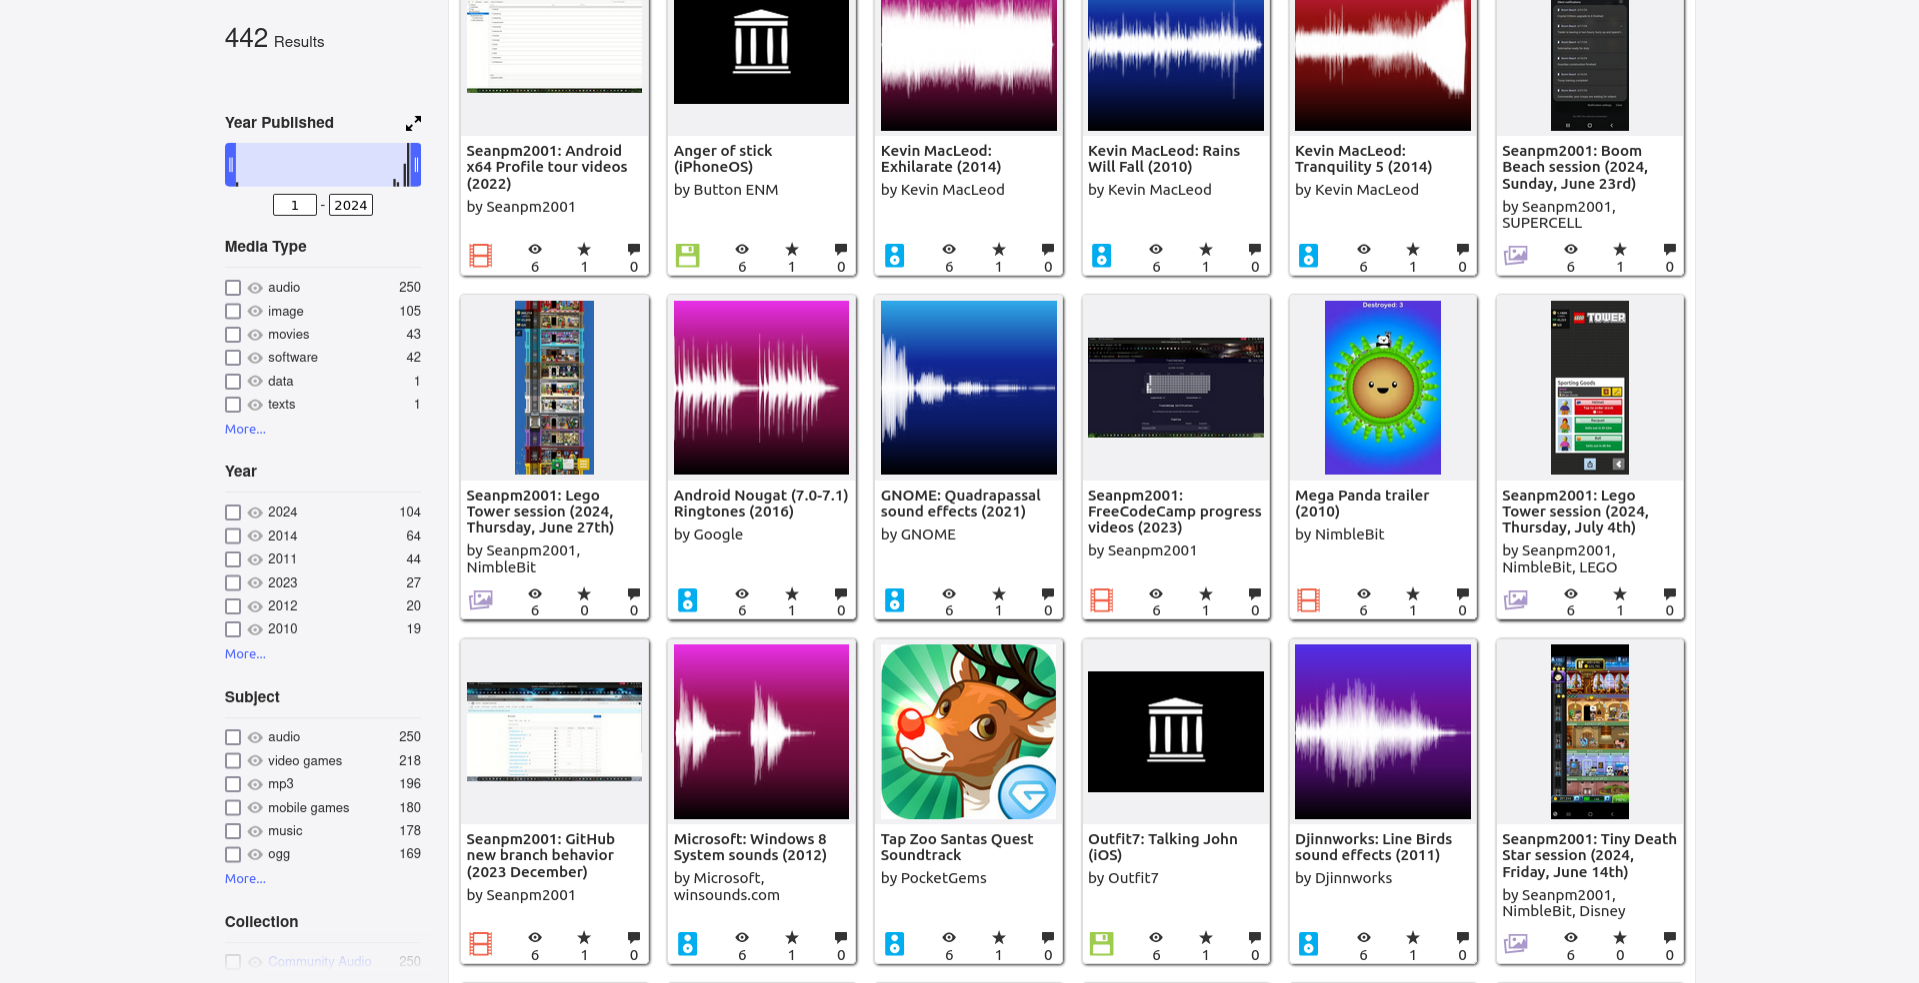 442 Results
Year Published
1 - 2024
Media Type
audio 250
image 105
movies 43
software 42
data 1
texts 1
More...
Year
2024 104
2014 64
2011 44
2023 27
2012 20
2010 19
More...
Subject
audio 250
video games 218
mp3 196
mobile games 180
music 178
ogg 169
More...
Collection
Community Audio 250
Seanpm2001: Android
x64 Profile tour videos
(2022)
by Seanpm2001
6 1 0
Anger of stick
(iPhoneOS)
by Button ENM
6 1 0
Kevin MacLeod:
Exhilarate (2014)
by Kevin MacLeod
6 1 0
Kevin MacLeod: Rains
Will Fall (2010)
by Kevin MacLeod
6 1 0
Kevin MacLeod:
Tranquility 5 (2014)
by Kevin MacLeod
6 1 0
Seanpm2001: Boom
Beach session (2024,
Sunday, June 23rd)
by Seanpm2001,
SUPERCELL
6 1 0
Seanpm2001: Lego
Tower session (2024,
Thursday, June 27th)
by Seanpm2001,
NimbleBit
6 0 0
Android Nougat (7.0-7.1)
Ringtones (2016)
by Google
6 1 0
GNOME: Quadrapassal
sound effects (2021)
by GNOME
6 1 0
Seanpm2001:
FreeCodeCamp progress
videos (2023)
by Seanpm2001
6 1 0
Destroyed: 3
Mega Panda trailer
(2010)
by NimbleBit
6 1 0
LEGO TOWER
Sporting Goods
Seanpm2001: Lego
Tower session (2024,
Thursday, July 4th)
by Seanpm2001,
NimbleBit, LEGO
6 1 0
Seanpm2001: GitHub
new branch behavior
(2023 December)
by Seanpm2001
6 1 0
Microsoft: Windows 8
System sounds (2012)
by Microsoft,
winsounds.com
6 1 0
Tap Zoo Santas Quest
Soundtrack
by PocketGems
6 1 0
Outfit7: Talking John
(iOS)
by Outfit7
6 1 0
Djinnworks: Line Birds
sound effects (2011)
by Djinnworks
6 1 0
Seanpm2001: Tiny Death
Star session (2024,
Friday, June 14th)
by Seanpm2001,
NimbleBit, Disney
6 0 0